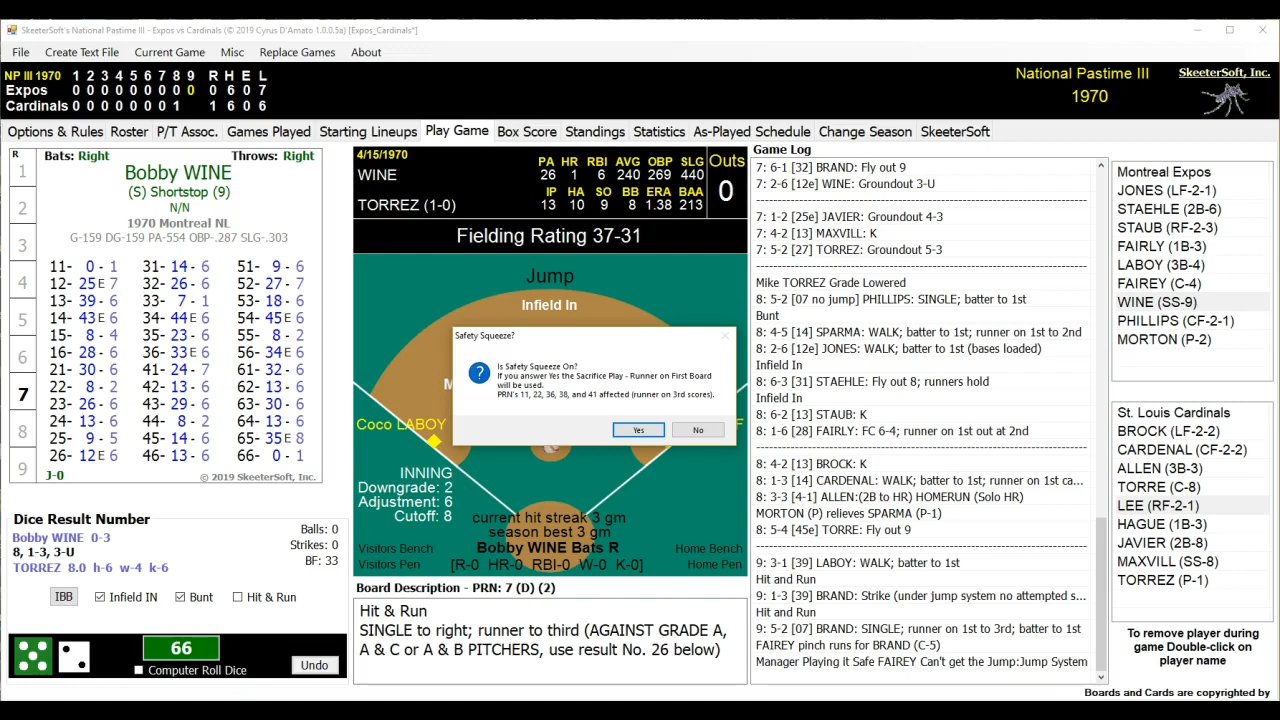 SkeeterSoft's National Pastime III - Expos vs Cardinals (© 2019 Cyrus D'Amato 1.0.0.5a) [Expos_Cardinals*]
File Create Text File Current Game Misc Replace Games About
NP III 1970 1 2 3 4 5 6 7 8 9 R H E L
Expos 0 0 0 0 0 0 0 0 0 0 6 0 7
Cardinals 0 0 0 0 0 0 0 1 1 6 0 6
National Pastime III
1970
SkeeterSoft, Inc.
Options & Rules Roster P/T Assoc. Games Played Starting Lineups Play Game Box Score Standings Statistics As-Played Schedule Change Season SkeeterSoft
R
1
2
3
4
5
6
7
8
9
Bats: Right Throws: Right
Bobby WINE
(S) Shortstop (9)
N/N
1970 Montreal NL
G-159 DG-159 PA-554 OBP-.287 SLG-.303
11- 0 - 1 31- 14 - 6 51- 9 - 6
12- 25 E 7 32- 26 - 6 52- 27 - 7
13- 39 - 6 33- 7 - 1 53- 18 - 6
14- 43 E 6 34- 44 E 6 54- 45 E 6
15- 8 - 4 35- 23 - 6 55- 8 - 2
16- 28 - 6 36- 33 E 6 56- 34 E 6
21- 41 - 6 41- 24 - 7 61- 32 - 6
22- 8 - 2 42- 13 - 6 62- 13 - 6
23- 26 - 6 43- 29 - 6 63- 31 - 6
24- 13 - 6 44- 8 - 2 64- 13 - 6
25- 9 - 5 45- 14 - 6 65- 35 E 8
26- 12 E 6 46- 13 - 6 66- 0 - 1
J-0 © 2019 SkeeterSoft, Inc.
Dice Result Number
Bobby WINE 0-3
8, 1-3, 3-U
TORREZ 8.0 h-6 w-4 k-6
Balls: 0
Strikes: 0
BF: 33
IBB Infield IN Bunt Hit & Run
66
Computer Roll Dice
Undo
4/15/1970 PA HR RBI AVG OBP SLG Outs
WINE 26 1 6 240 269 440
IP HA SO BB ERA BAA 0
TORREZ (1-0) 13 10 9 8 1.38 213
Fielding Rating 37-31
Jump
Infield In
Coco LABOY
INNING
Downgrade: 2
Adjustment: 6
Cutoff: 8
current hit streak 3 gm
season best 3 gm
Visitors Bench Bobby WINE Bats R Home Bench
Visitors Pen [R-0 HR-0 RBI-0 W-0 K-0] Home Pen
Safety Squeeze?
Is Safety Squeeze On?
If you answer Yes the Sacrifice Play - Runner on First Board
will be used.
PRN's 11, 22, 36, 38, and 41 affected (runner on 3rd scores).
Yes No
Board Description - PRN: 7 (D) (2)
Hit & Run
SINGLE to right; runner to third (AGAINST GRADE A,
A & C or A & B PITCHERS, use result No. 26 below)
Game Log
7: 6-1 [32] BRAND: Fly out 9
7: 2-6 [12e] WINE: Groundout 3-U
7: 1-2 [25e] JAVIER: Groundout 4-3
7: 4-2 [13] MAXVILL: K
7: 5-2 [27] TORREZ: Groundout 5-3
Mike TORREZ Grade Lowered
8: 5-2 [07 no jump] PHILLIPS: SINGLE; batter to 1st
Bunt
8: 4-5 [14] SPARMA: WALK; batter to 1st; runner on 1st to 2nd
8: 2-6 [12e] JONES: WALK; batter to 1st (bases loaded)
Infield In
8: 6-3 [31] STAEHLE: Fly out 8; runners hold
Infield In
8: 6-2 [13] STAUB: K
8: 1-6 [28] FAIRLY: FC 6-4; runner on 1st out at 2nd
8: 4-2 [13] BROCK: K
8: 1-3 [14] CARDENAL: WALK; batter to 1st; runner on 1st ca...
8: 3-3 [4-1] ALLEN:(2B to HR) HOMERUN (Solo HR)
MORTON (P) relieves SPARMA (P-1)
8: 5-4 [45e] TORRE: Fly out 9
9: 3-1 [39] LABOY: WALK; batter to 1st
Hit and Run
9: 1-3 [39] BRAND: Strike (under jump system no attempted s...
Hit and Run
9: 5-2 [07] BRAND: SINGLE; runner on 1st to 3rd; batter to 1st
FAIREY pinch runs for BRAND (C-5)
Manager Playing it Safe FAIREY Can't get the Jump:Jump System
Montreal Expos
JONES (LF-2-1)
STAEHLE (2B-6)
STAUB (RF-2-3)
FAIRLY (1B-3)
LABOY (3B-4)
FAIREY (C-4)
WINE (SS-9)
PHILLIPS (CF-2-1)
MORTON (P-2)
St. Louis Cardinals
BROCK (LF-2-2)
CARDENAL (CF-2-2)
ALLEN (3B-3)
TORRE (C-8)
LEE (RF-2-1)
HAGUE (1B-3)
JAVIER (2B-8)
MAXVILL (SS-8)
TORREZ (P-1)
To remove player during
game Double-click on
player name
Board and Cards are copyrighted by